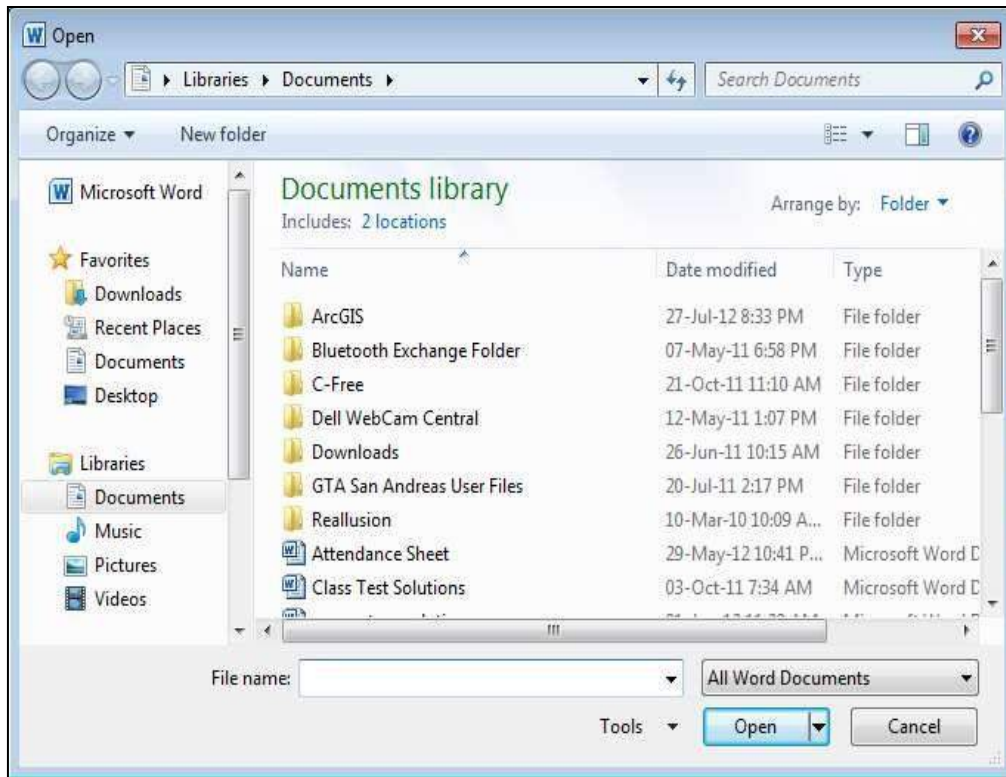 Open
Libraries Documents
Search Documents
Organize New folder
Microsoft Word
Favorites
Downloads
Recent Places
Documents
Desktop
Libraries
Documents
Music
Pictures
Videos
Documents library
Includes: 2 locations
Arrange by: Folder
Name Date modified Type
ArcGIS 27-Jul-12 8:33 PM File folder
Bluetooth Exchange Folder 07-May-11 6:58 PM File folder
C-Free 21-Oct-11 11:10 AM File folder
Dell WebCam Central 12-May-11 1:07 PM File folder
Downloads 26-Jun-11 10:15 AM File folder
GTA San Andreas User Files 20-Jul-11 2:17 PM File folder
Reallusion 10-Mar-10 10:09 A... File folder
Attendance Sheet 29-May-12 10:41 P... Microsoft Word D
Class Test Solutions 03-Oct-11 7:34 AM Microsoft Word D
File name:
All Word Documents
Tools Open Cancel